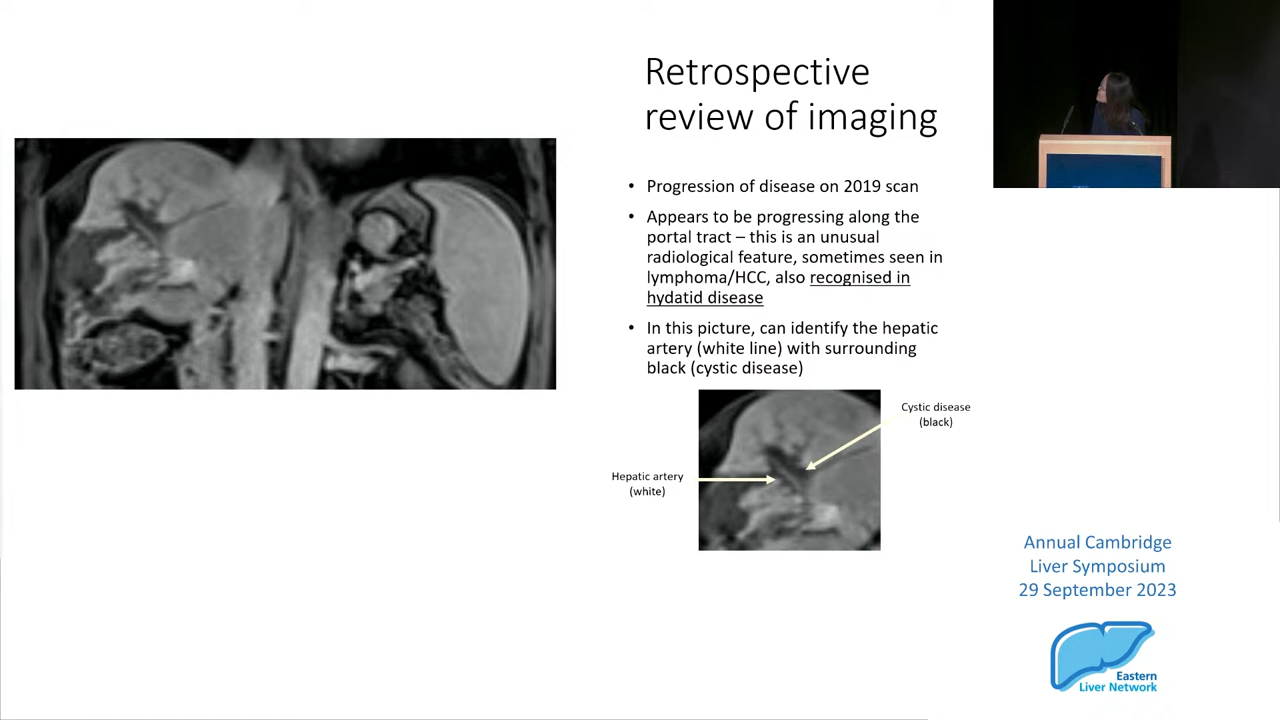 Retrospective
review of imaging
• Progression of disease on 2019 scan
• Appears to be progressing along the
portal tract – this is an unusual
radiological feature, sometimes seen in
lymphoma/HCC, also recognised in
hydatid disease
• In this picture, can identify the hepatic
artery (white line) with surrounding
black (cystic disease)
Cystic disease
(black)
Hepatic artery
(white)
Annual Cambridge
Liver Symposium
29 September 2023
Eastern
Liver Network